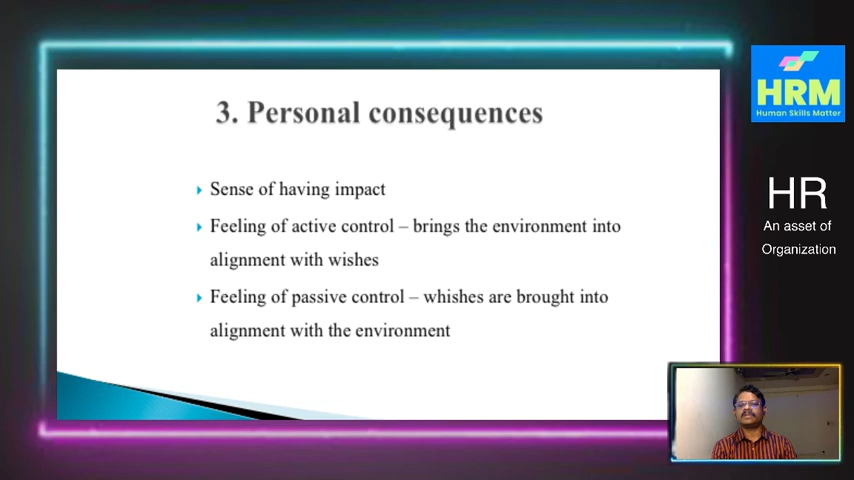 3. Personal consequences
Sense of having impact
Feeling of active control – brings the environment into
alignment with wishes
Feeling of passive control – whishes are brought into
alignment with the environment
HRM
Human Skills Matter
HR
An asset of
Organization